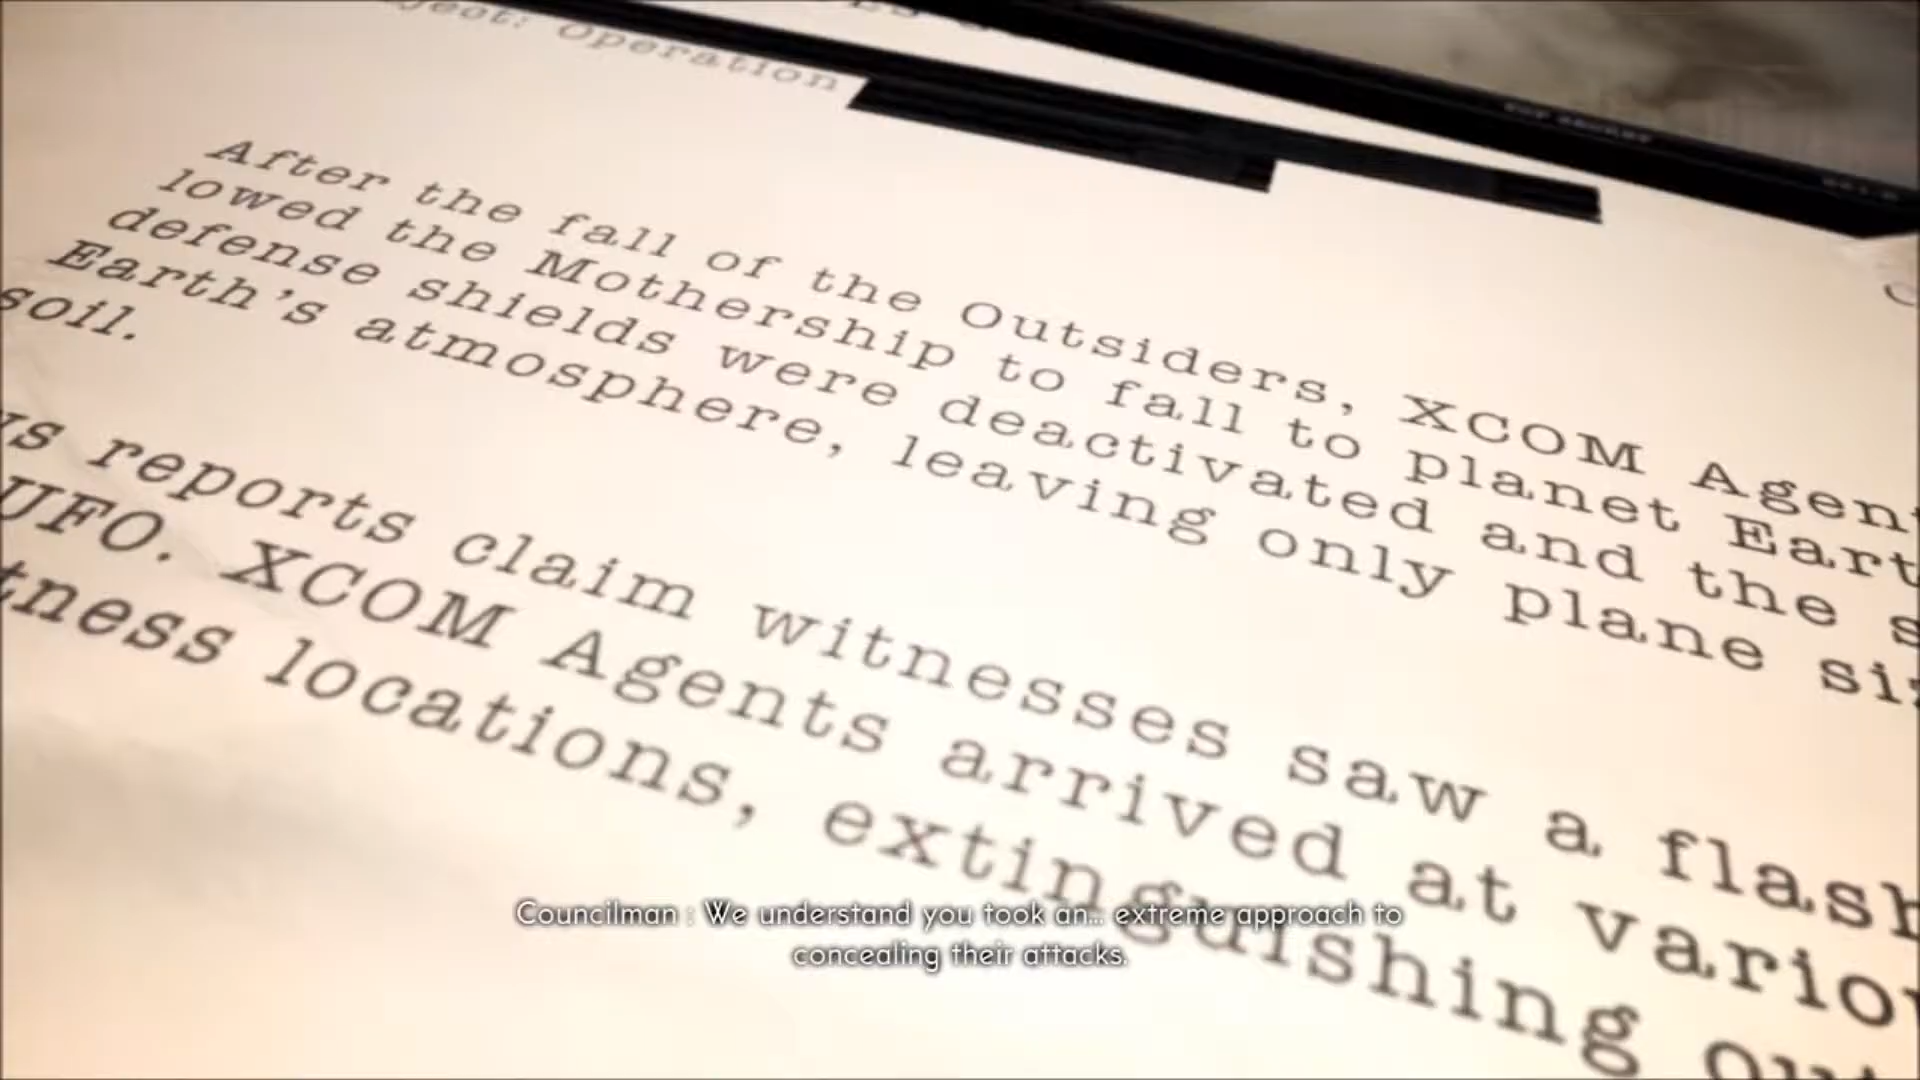 Operation
After the fall of the Outsiders, XCOM Agen
lowed the Mothership to fall to planet Eart
defense shields were deactivated and the s
Earth's atmosphere, leaving only plane si
soil.
ws reports claim witnesses saw a flash
UFO. XCOM Agents arrived at vario
tness locations, extinguishing ou
Councilman : We understand you took an... extreme approach to
concealing their attacks.